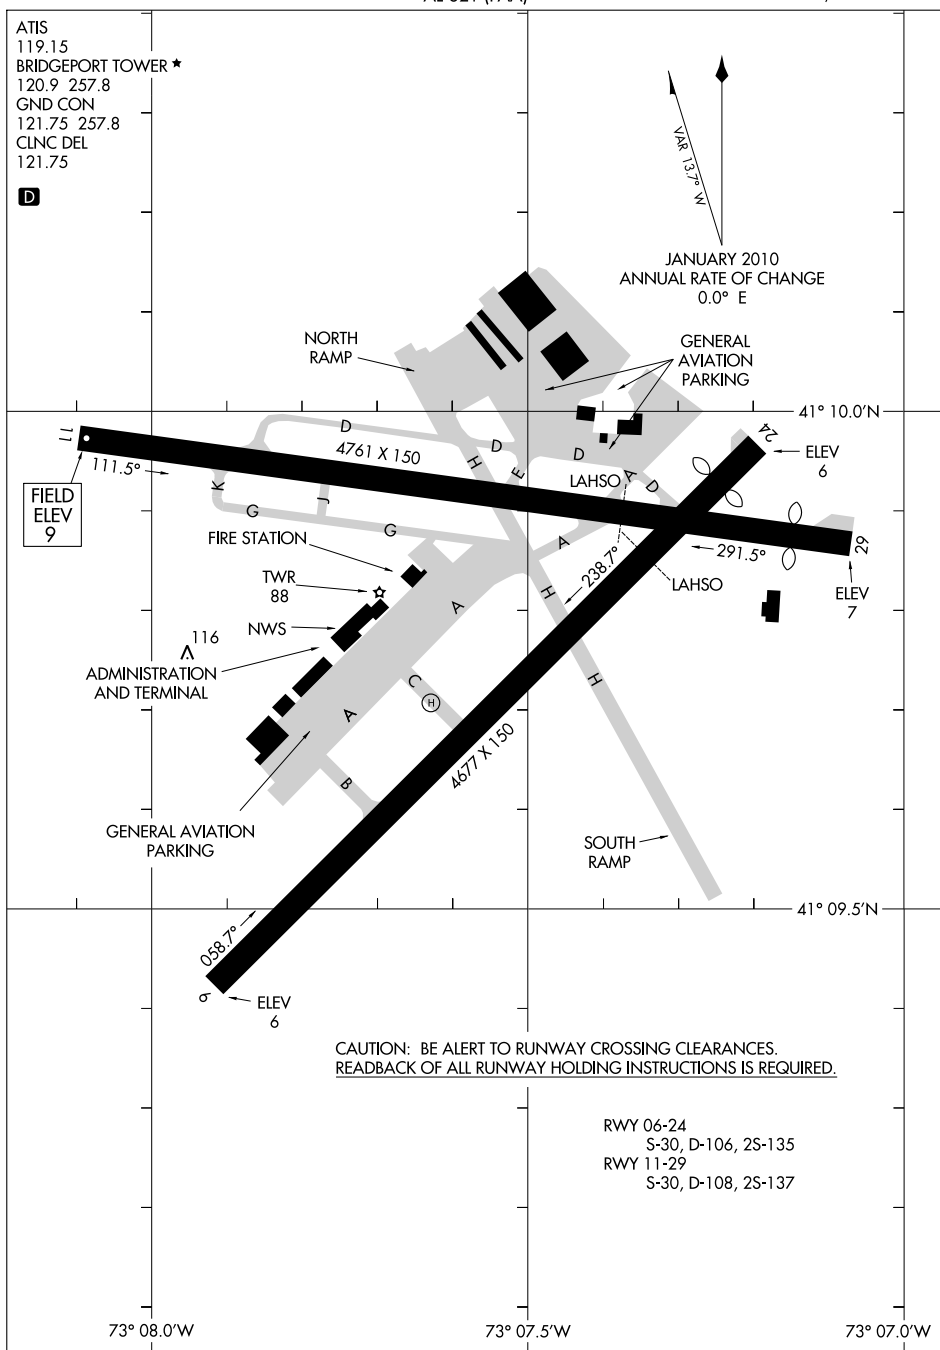 ATIS
119.15
BRIDGEPORT TOWER ★
120.9 257.8
GND CON
121.75 257.8
CLNC DEL
121.75
D
VAR 13.7° W
JANUARY 2010
ANNUAL RATE OF CHANGE
0.0° E
NORTH
RAMP
GENERAL
AVIATION
PARKING
41° 10.0'N
11
111.5°
4761 X 150
FIELD
ELEV
9
D
D
D
D
H
E
A
K
J
G
G
LAHSO
24
ELEV
6
FIRE STATION
TWR
88
NWS
116
ADMINISTRATION
AND TERMINAL
A
A
A
H
H
C
H
B
238.7°
291.5°
LAHSO
29
ELEV
7
4677 X 150
GENERAL AVIATION
PARKING
SOUTH
RAMP
41° 09.5'N
058.7°
6
ELEV
6
CAUTION: BE ALERT TO RUNWAY CROSSING CLEARANCES.
READBACK OF ALL RUNWAY HOLDING INSTRUCTIONS IS REQUIRED.
RWY 06-24
S-30, D-106, 2S-135
RWY 11-29
S-30, D-108, 2S-137
73° 08.0'W
73° 07.5'W
73° 07.0'W